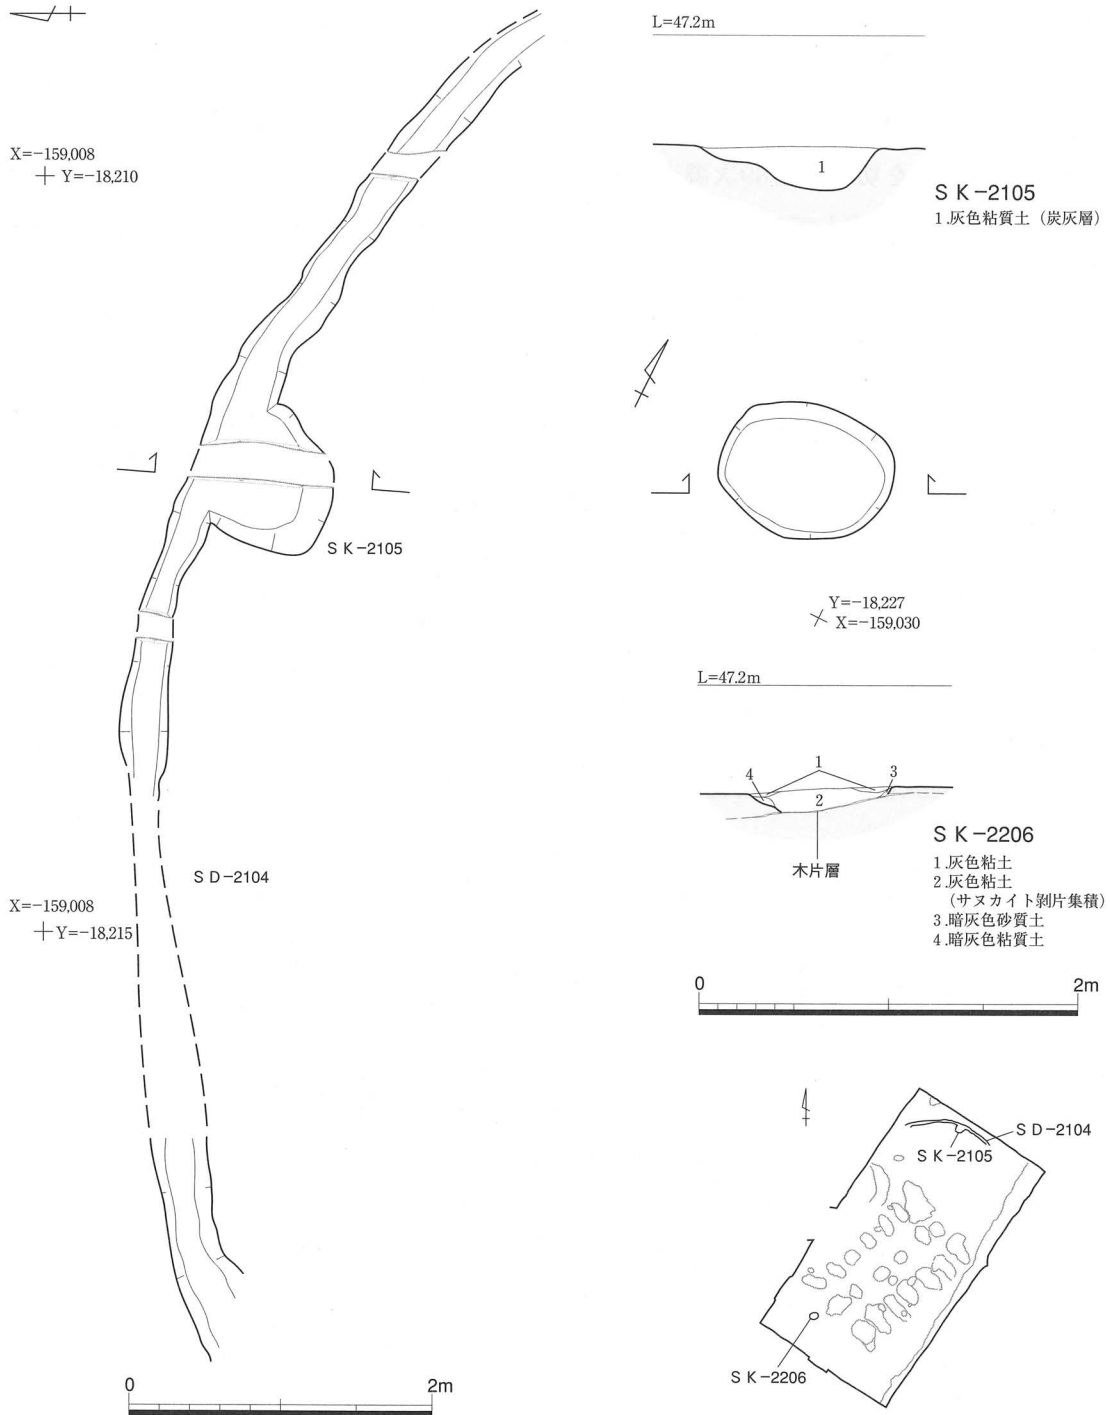 X=−159,008
Y=−18,210
SK-2105
SD-2104
X=−159,008
Y=−18,215
0 2m
L=47.2m
1
SK-2105
1.灰色粘質土（炭灰層）
Y=−18,227
X=−159,030
L=47.2m
1
4
3
2
木片層
SK-2206
1.灰色粘土
2.灰色粘土
（サヌカイト剝片集積）
3.暗灰色砂質土
4.暗灰色粘質土
0 2m
SD-2104
SK-2105
SK-2206